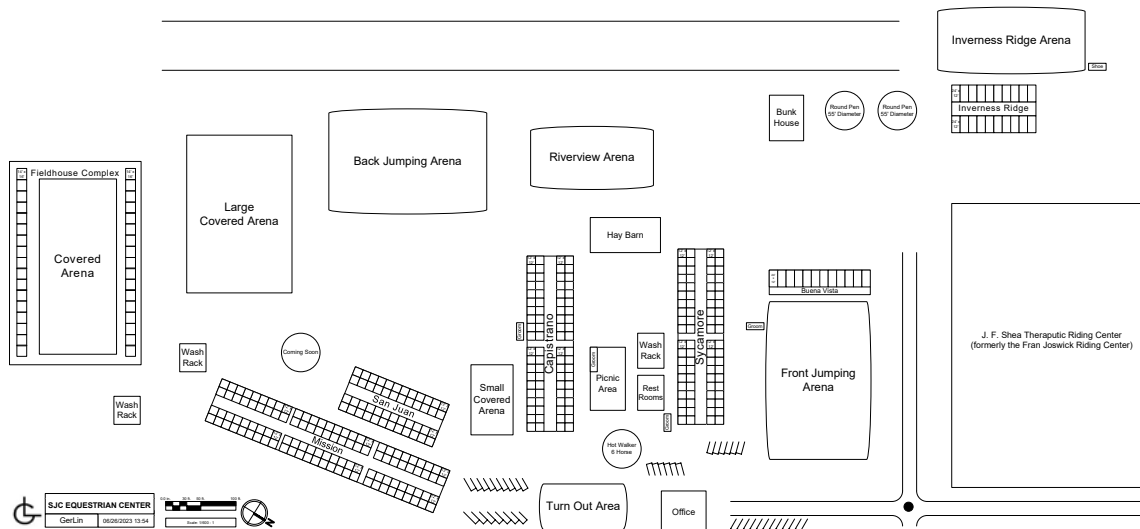 Inverness Ridge Arena
Shoe
Bunk
House
Round Pen
55' Diameter
Round Pen
55' Diameter
Inverness Ridge
Back Jumping Arena
Riverview Arena
Large
Covered Arena
Fieldhouse Complex
Covered
Arena
Hay Barn
Buena Vista
Capistrano
Sycamore
Groom
Groom
Groom
Groom
Wash
Rack
Coming Soon
Wash
Rack
Picnic
Area
Rest
Rooms
Small
Covered
Arena
Front Jumping
Arena
J. F. Shea Theraputic Riding Center
(formerly the Fran Joswick Riding Center)
Wash
Rack
San Juan
Mission
Hot Walker
6 Horse
Turn Out Area
Office
SJC EQUESTRIAN CENTER
GerLin
06/26/2023 13:54
N